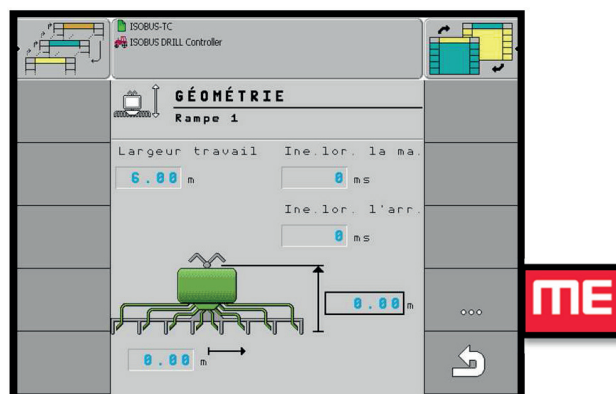 ISOBUS-TC
ISOBUS DRILL Controller
GÉOMÉTRIE
Rampe 1
Largeur travail
Ine.lor. la ma.
6.00 m
0 ms
Ine.lor. l'arr.
0 ms
0.00 m
0.00 m
ME